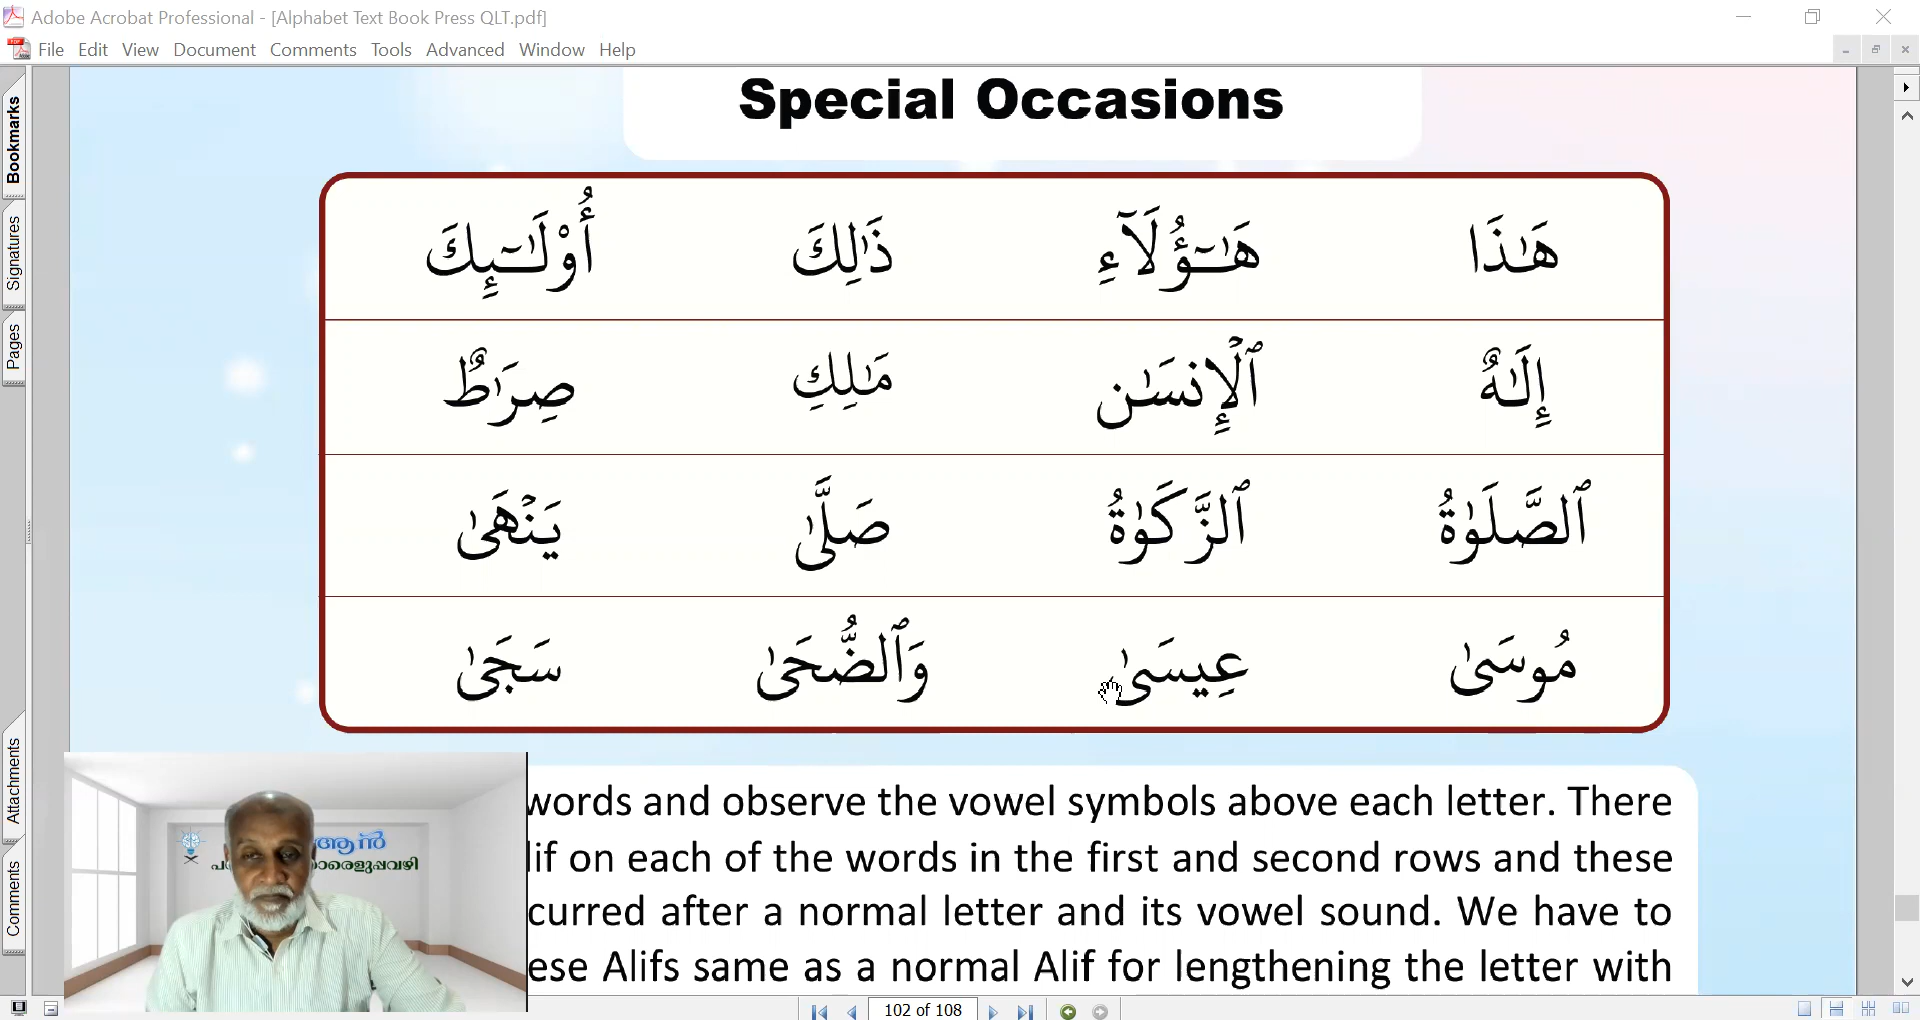 Adobe Acrobat Professional - [Alphabet Text Book Press QLT.pdf]
File Edit View Document Comments Tools Advanced Window Help
Bookmarks
Signatures
Pages
Attachments
Comments
Special Occasions
هَـٰذَا هَـٰٓؤُلَآءِ ذَٰلِكَ أُوْلَـٰٓئِكَ
إِلَـٰهٌ ٱلْإِنسَـٰن مَـٰلِكِ صِرَٰطٌ
ٱلصَّلَوٰةُ ٱلزَّكَوٰةُ صَلَّىٰ يَنْهَىٰ
مُوسَىٰ عِيسَىٰ وَٱلضُّحَىٰ سَجَىٰ
words and observe the vowel symbols above each letter. There
lif on each of the words in the first and second rows and these
curred after a normal letter and its vowel sound. We have to
ese Alifs same as a normal Alif for lengthening the letter with
102 of 108